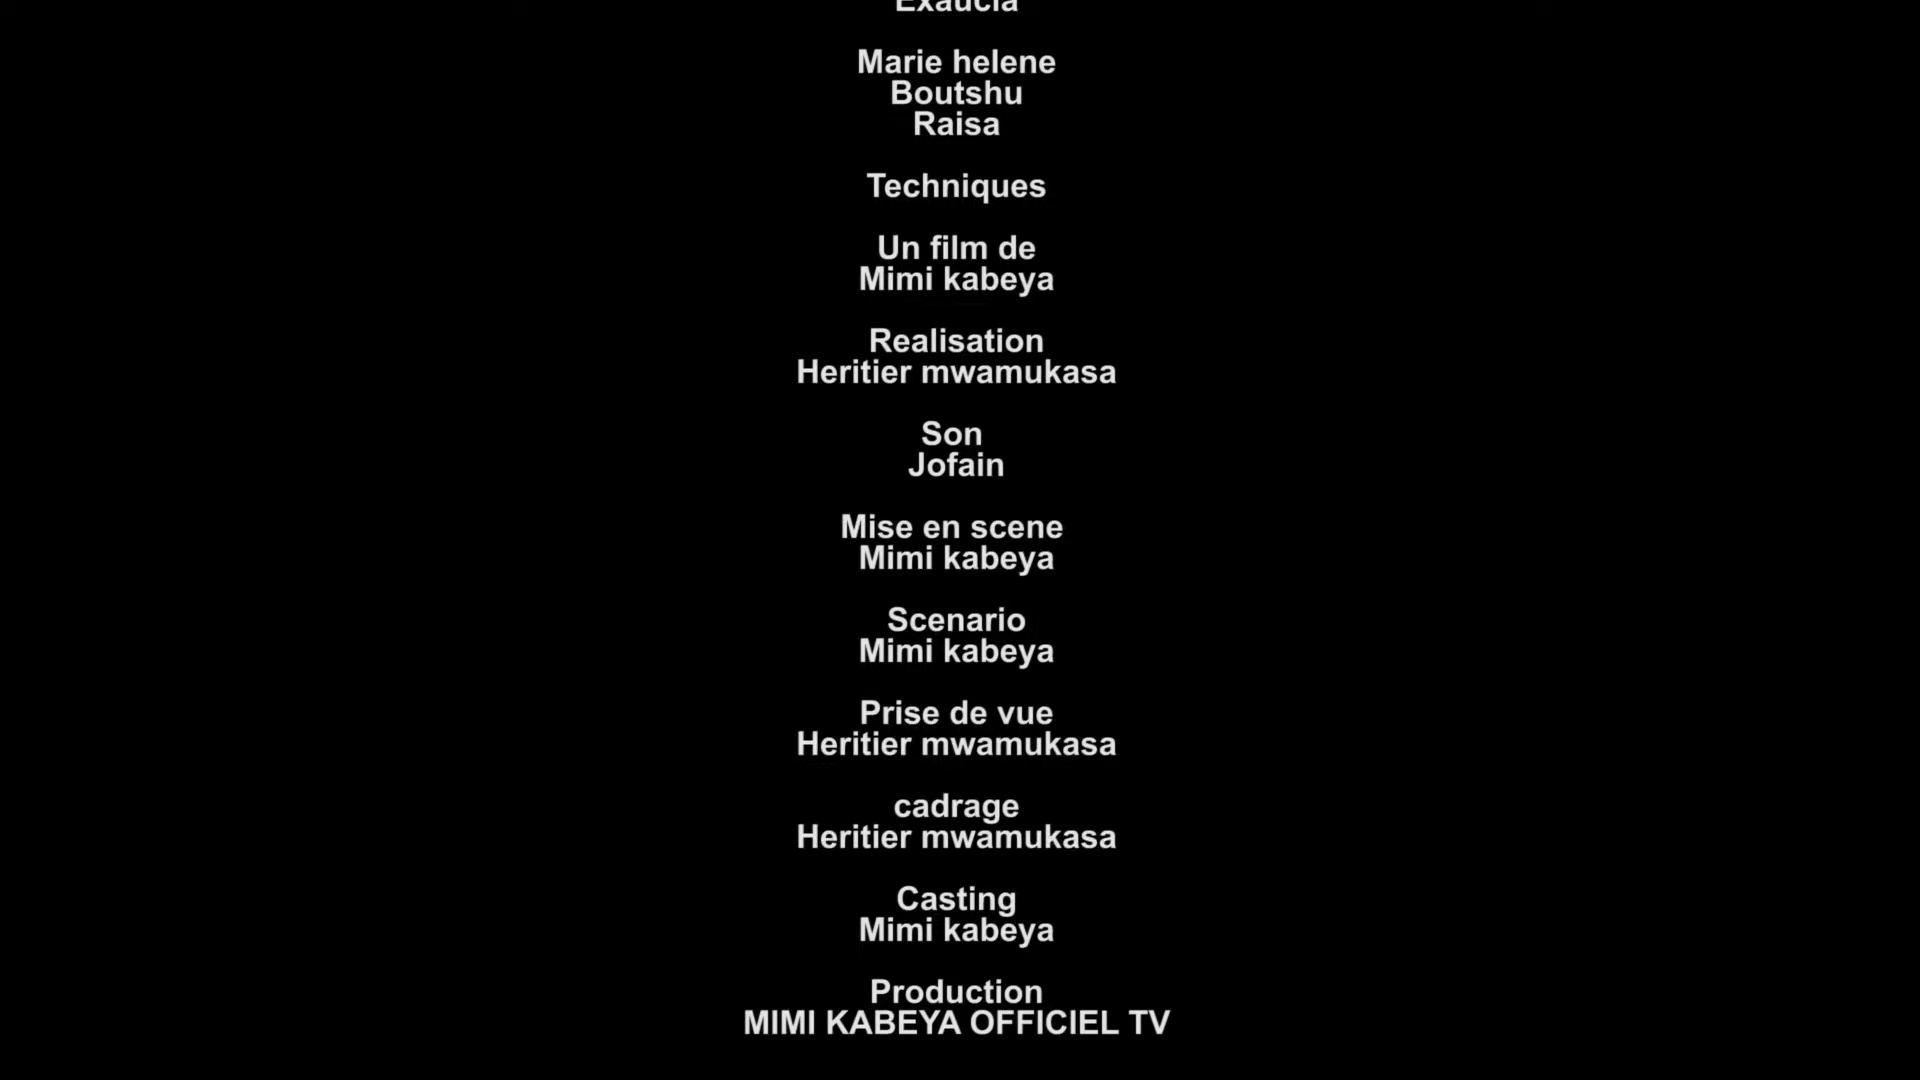 Exaucia
Marie helene
Boutshu
Raisa
Techniques
Un film de
Mimi kabeya
Realisation
Heritier mwamukasa
Son
Jofain
Mise en scene
Mimi kabeya
Scenario
Mimi kabeya
Prise de vue
Heritier mwamukasa
cadrage
Heritier mwamukasa
Casting
Mimi kabeya
Production
MIMI KABEYA OFFICIEL TV